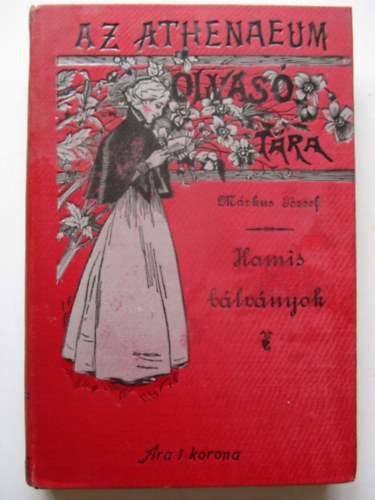 AZ ATHENAEUM
OLVASÓ
TÁRA
Márkus József
Hamis
bálványok
Ára 1 korona